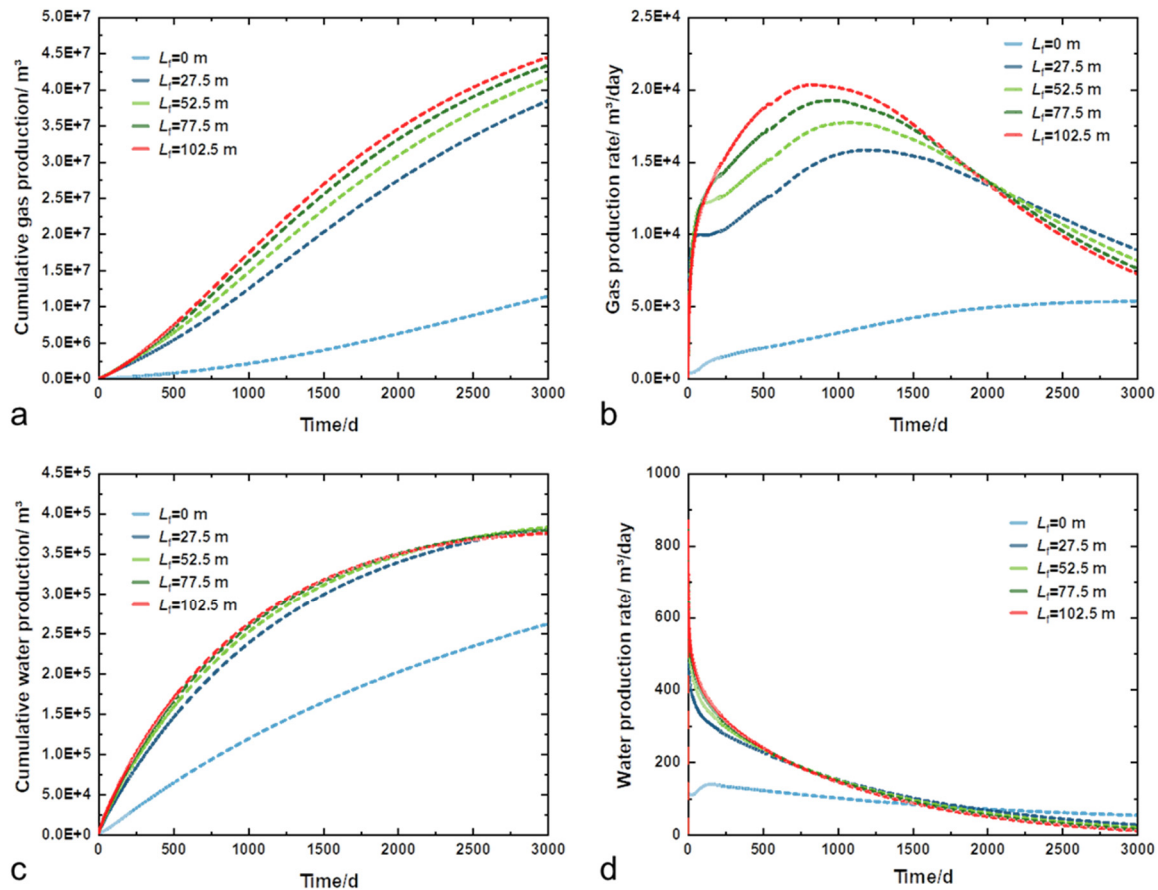 5.0E+7
4.5E+7
4.0E+7
3.5E+7
3.0E+7
2.5E+7
2.0E+7
1.5E+7
1.0E+7
5.0E+6
0.0E+0
Cumulative gas production/ m³
Lf=0 m
Lf=27.5 m
Lf=52.5 m
Lf=77.5 m
Lf=102.5 m
0 500 1000 1500 2000 2500 3000
Time/d
a
2.5E+4
2.0E+4
1.5E+4
1.0E+4
5.0E+3
0.0E+0
Gas production rate/ m³/day
Lf=0 m
Lf=27.5 m
Lf=52.5 m
Lf=77.5 m
Lf=102.5 m
0 500 1000 1500 2000 2500 3000
Time/d
b
4.5E+5
4.0E+5
3.5E+5
3.0E+5
2.5E+5
2.0E+5
1.5E+5
1.0E+5
5.0E+4
0.0E+0
Cumulative water production/ m³
Lf=0 m
Lf=27.5 m
Lf=52.5 m
Lf=77.5 m
Lf=102.5 m
0 500 1000 1500 2000 2500 3000
Time/d
c
1000
800
600
400
200
0
Water production rate/ m³/day
Lf=0 m
Lf=27.5 m
Lf=52.5 m
Lf=77.5 m
Lf=102.5 m
0 500 1000 1500 2000 2500 3000
Time/d
d